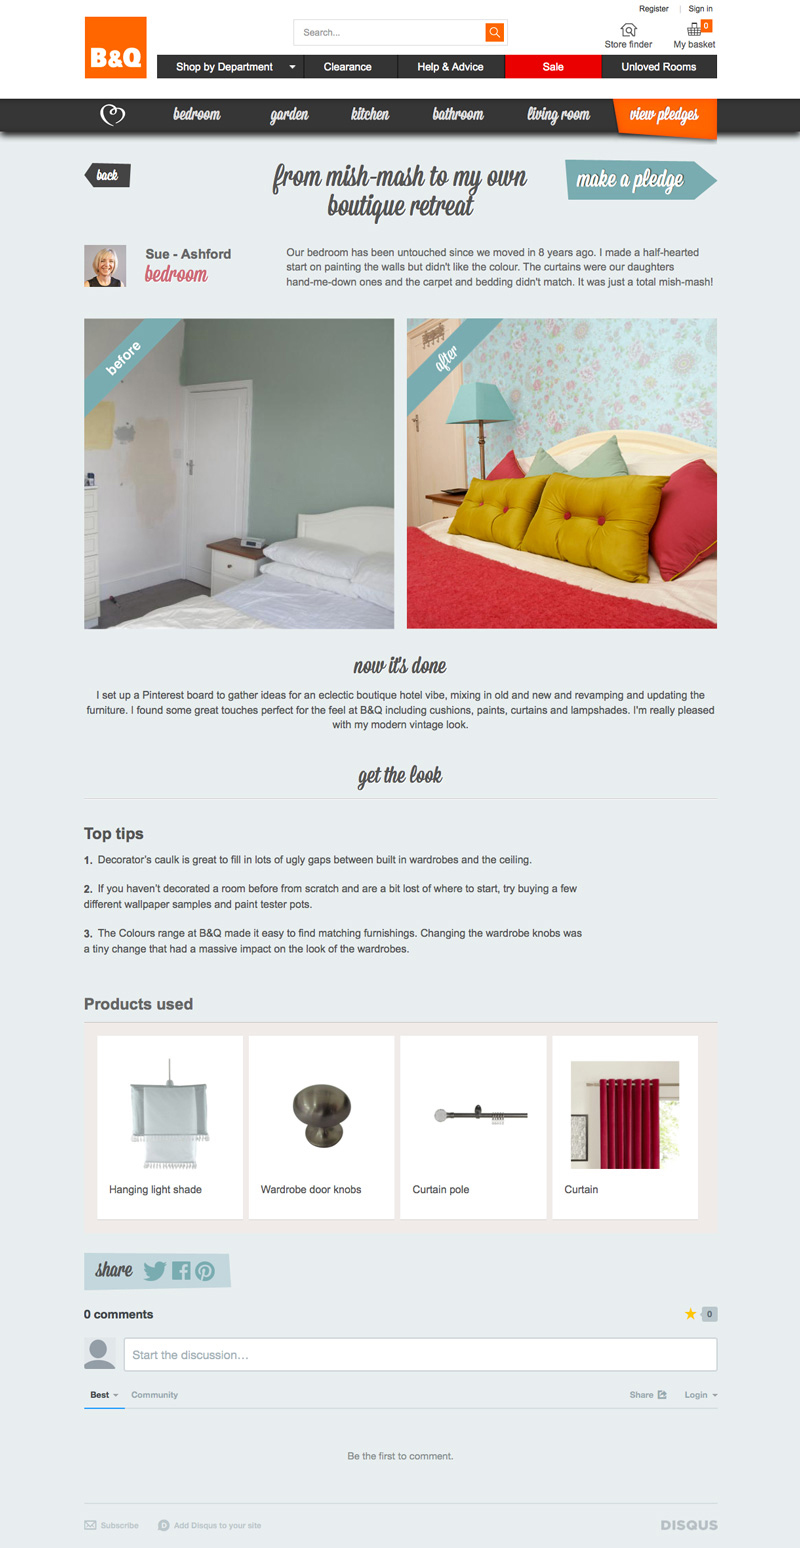 Register
Sign in
B&Q
Search...
Store finder
0
My basket
Shop by Department
Clearance
Help & Advice
Sale
Unloved Rooms
bedroom
garden
kitchen
bathroom
living room
view pledges
back
from mish-mash to my own
boutique retreat
make a pledge
Sue - Ashford
bedroom
Our bedroom has been untouched since we moved in 8 years ago. I made a half-hearted
start on painting the walls but didn't like the colour. The curtains were our daughters
hand-me-down ones and the carpet and bedding didn't match. It was just a total mish-mash!
before
after
now it's done
I set up a Pinterest board to gather ideas for an eclectic boutique hotel vibe, mixing in old and new and revamping and updating the
furniture. I found some great touches perfect for the feel at B&Q including cushions, paints, curtains and lampshades. I'm really pleased
with my modern vintage look.
get the look
Top tips
1. Decorator's caulk is great to fill in lots of ugly gaps between built in wardrobes and the ceiling.
2. If you haven't decorated a room before from scratch and are a bit lost of where to start, try buying a few
different wallpaper samples and paint tester pots.
3. The Colours range at B&Q made it easy to find matching furnishings. Changing the wardrobe knobs was
a tiny change that had a massive impact on the look of the wardrobes.
Products used
Hanging light shade
Wardrobe door knobs
Curtain pole
Curtain
share
0 comments
0
Start the discussion…
Best
Community
Share
Login
Be the first to comment.
Subscribe
Add Disqus to your site
DISQUS